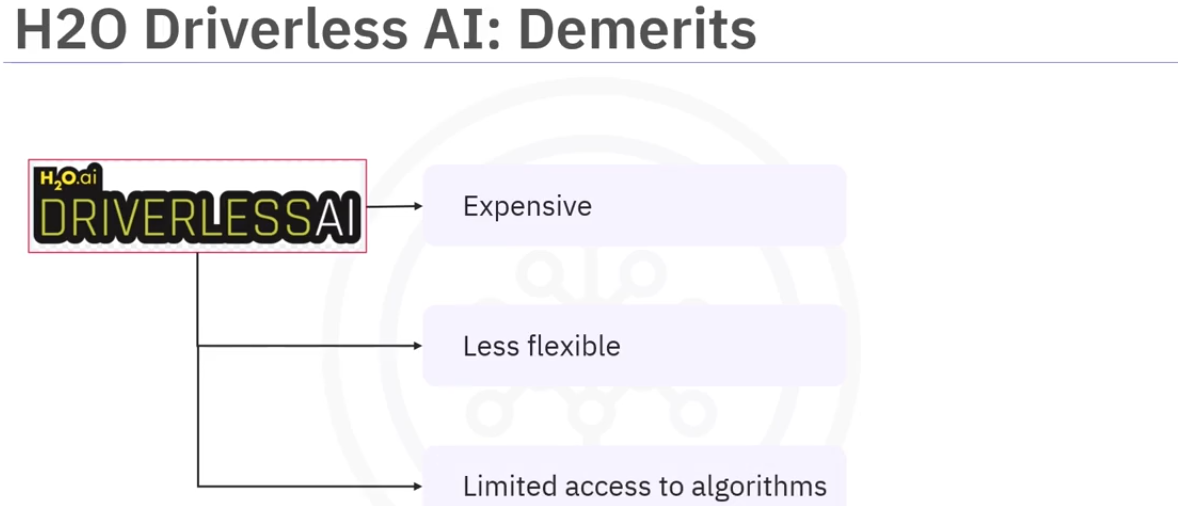 H2O Driverless AI: Demerits
H2O.ai
DRIVERLESSAI
Expensive
Less flexible
Limited access to algorithms